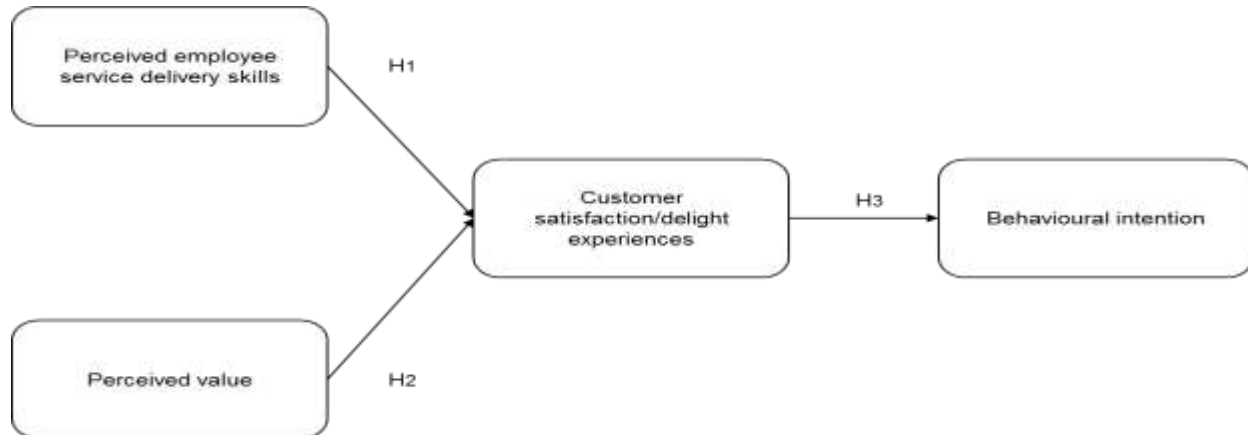 Perceived employee
service delivery skills
H1
Customer
satisfaction/delight
experiences
H3
Behavioural intention
Perceived value
H2